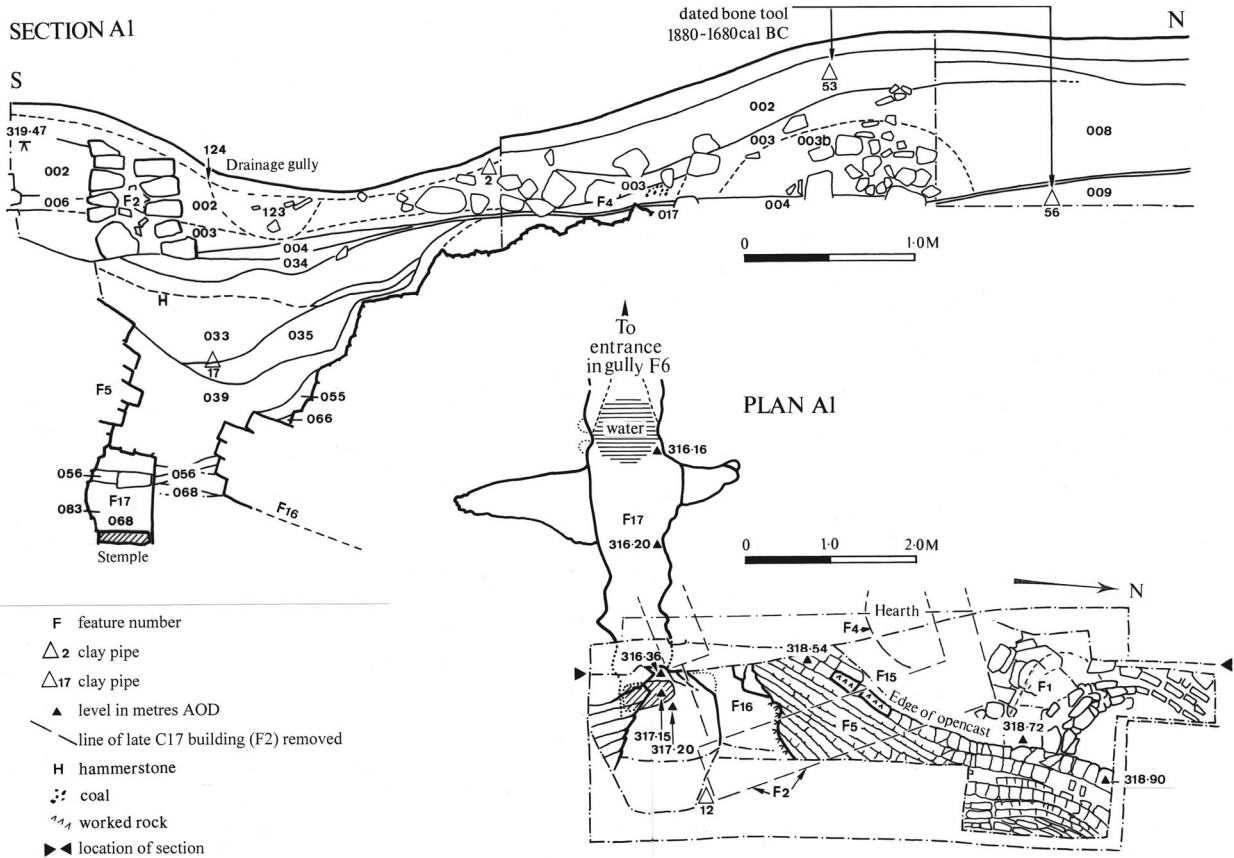 SECTION A1
dated bone tool
1880-1680cal BC
N
S
319·47
124
Drainage gully
53
002
003
003b
008
009
56
002
006
F2
002
123
003
2
003
F4
017
004
004
034
H
0
1·0M
033
035
17
F5
039
055
066
056
056
F17
068
083
068
F16
Stemple
To
entrance
in gully F6
water
316·16
PLAN A1
F17
316·20
0
1·0
2·0M
N
Hearth
F4
316·36
318·54
F15
F1
Edge of opencast
F16
F5
318·72
317·15
317·20
318·90
F2
12
F feature number
2 clay pipe
17 clay pipe
level in metres AOD
line of late C17 building (F2) removed
H hammerstone
coal
worked rock
location of section